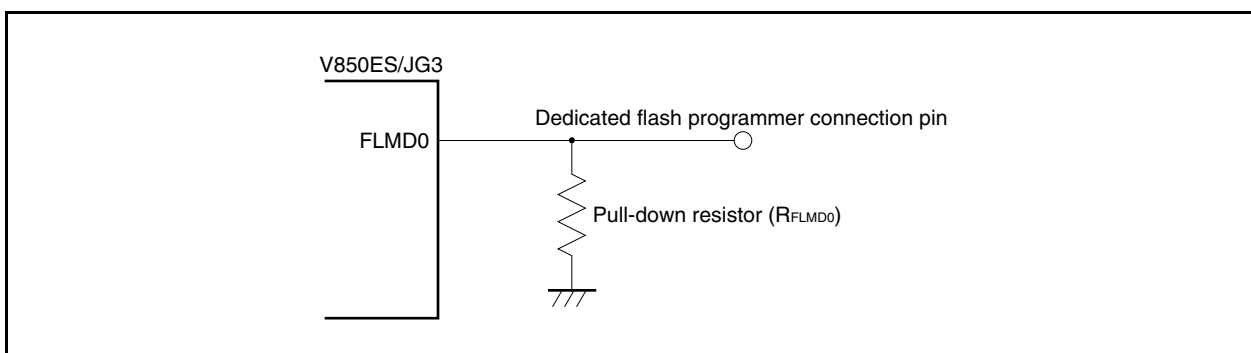 V850ES/JG3
Dedicated flash programmer connection pin
FLMD0
Pull-down resistor (RFLMD0)